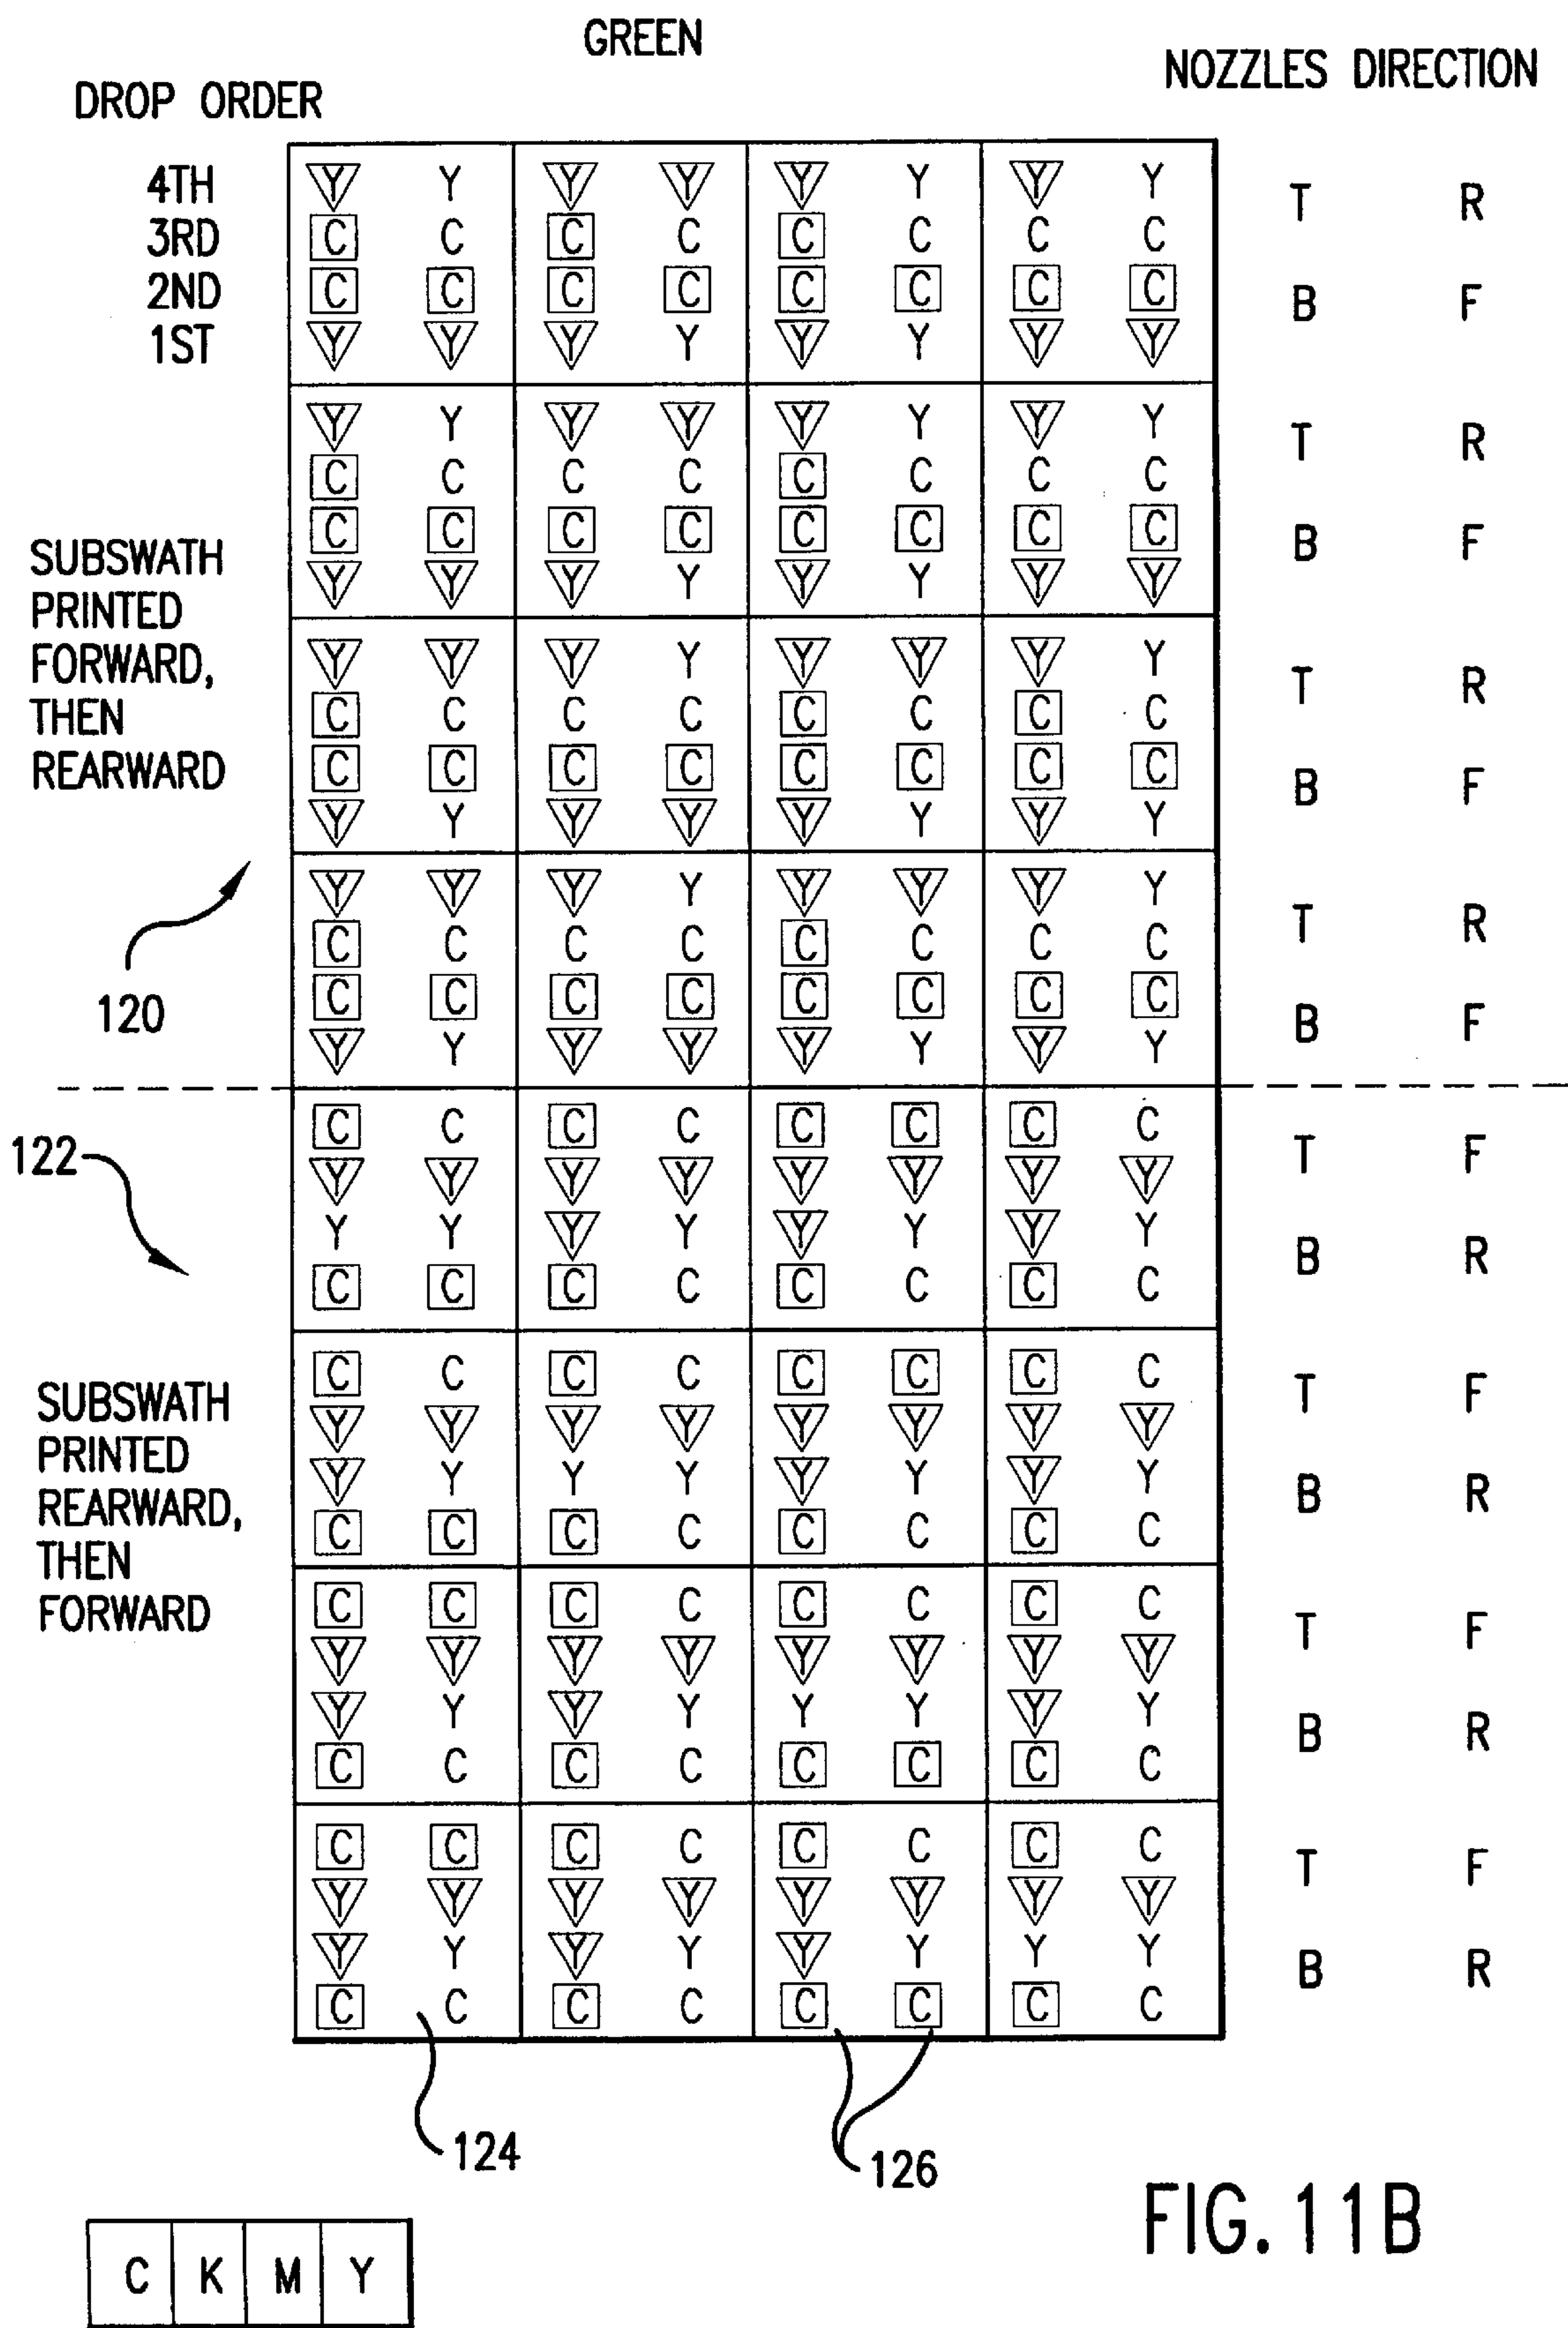 GREEN
DROP ORDER
NOZZLES DIRECTION
4TH Y Y Y Y Y Y Y Y T R
3RD C C C C C C C C
2ND C C C C C C C C B F
1ST Y Y Y Y Y Y Y Y
Y Y Y Y Y Y Y Y T R
C C C C C C C C
C C C C C C C C B F
Y Y Y Y Y Y Y Y
SUBSWATH
PRINTED
FORWARD,
THEN
REARWARD
Y Y Y Y Y Y Y Y T R
C C C C C C C C
C C C C C C C C B F
Y Y Y Y Y Y Y Y
Y Y Y Y Y Y Y Y T R
C C C C C C C C
C C C C C C C C B F
Y Y Y Y Y Y Y Y
120
C C C C C C C C T F
Y Y Y Y Y Y Y Y
Y Y Y Y Y Y Y Y B R
C C C C C C C C
122
C C C C C C C C T F
Y Y Y Y Y Y Y Y
Y Y Y Y Y Y Y Y B R
C C C C C C C C
SUBSWATH
PRINTED
REARWARD,
THEN
FORWARD
C C C C C C C C T F
Y Y Y Y Y Y Y Y
Y Y Y Y Y Y Y Y B R
C C C C C C C C
C C C C C C C C T F
Y Y Y Y Y Y Y Y
Y Y Y Y Y Y Y Y B R
C C C C C C C C
124
126
FIG. 11B
C K M Y